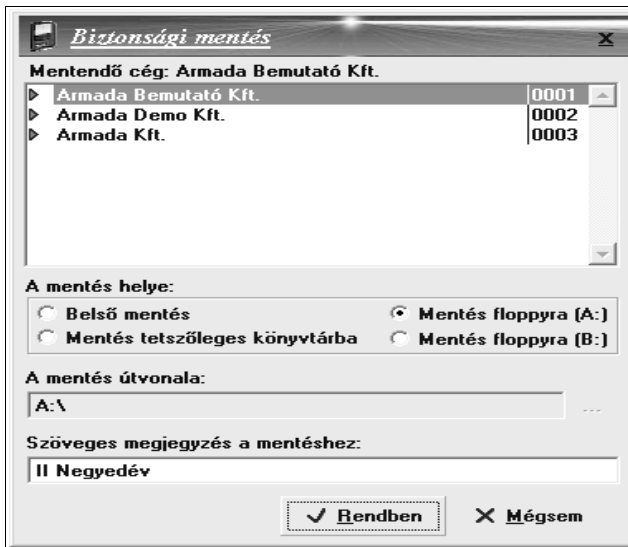 Biztonsági mentés
Mentendő cég: Armada Bemutató Kft.
Armada Bemutató Kft. 0001
Armada Demo Kft. 0002
Armada Kft. 0003
A mentés helye:
Belső mentés Mentés floppyra (A:)
Mentés tetszőleges könyvtárba Mentés floppyra (B:)
A mentés útvonala:
A:\ ...
Szöveges megjegyzés a mentéshez:
II Negyedév
Rendben Mégsem